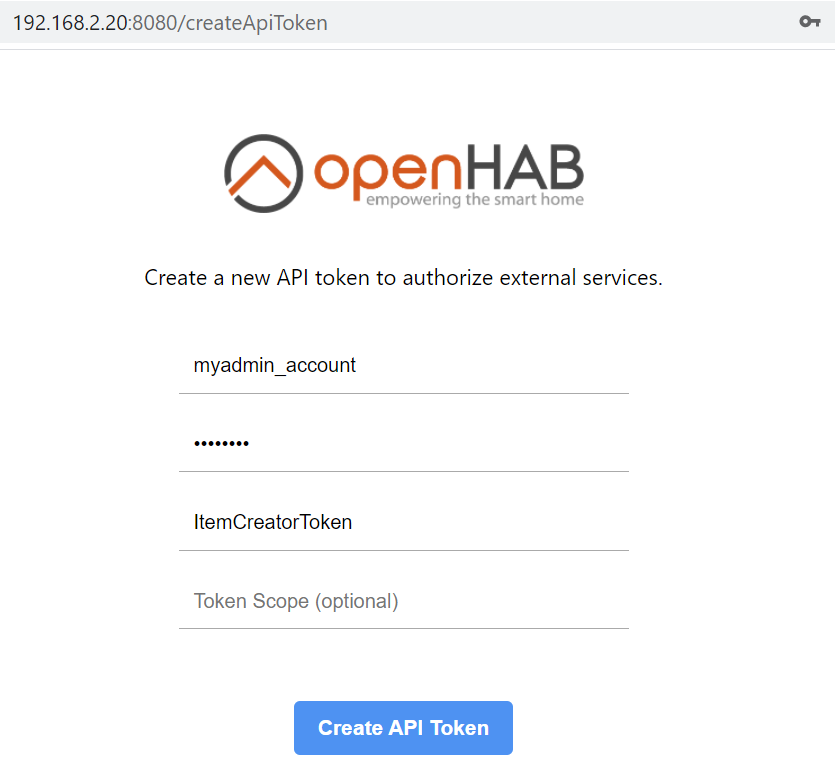 192.168.2.20:8080/createApiToken
openHAB
empowering the smart home
Create a new API token to authorize external services.
myadmin_account
••••••••
ItemCreatorToken
Token Scope (optional)
Create API Token